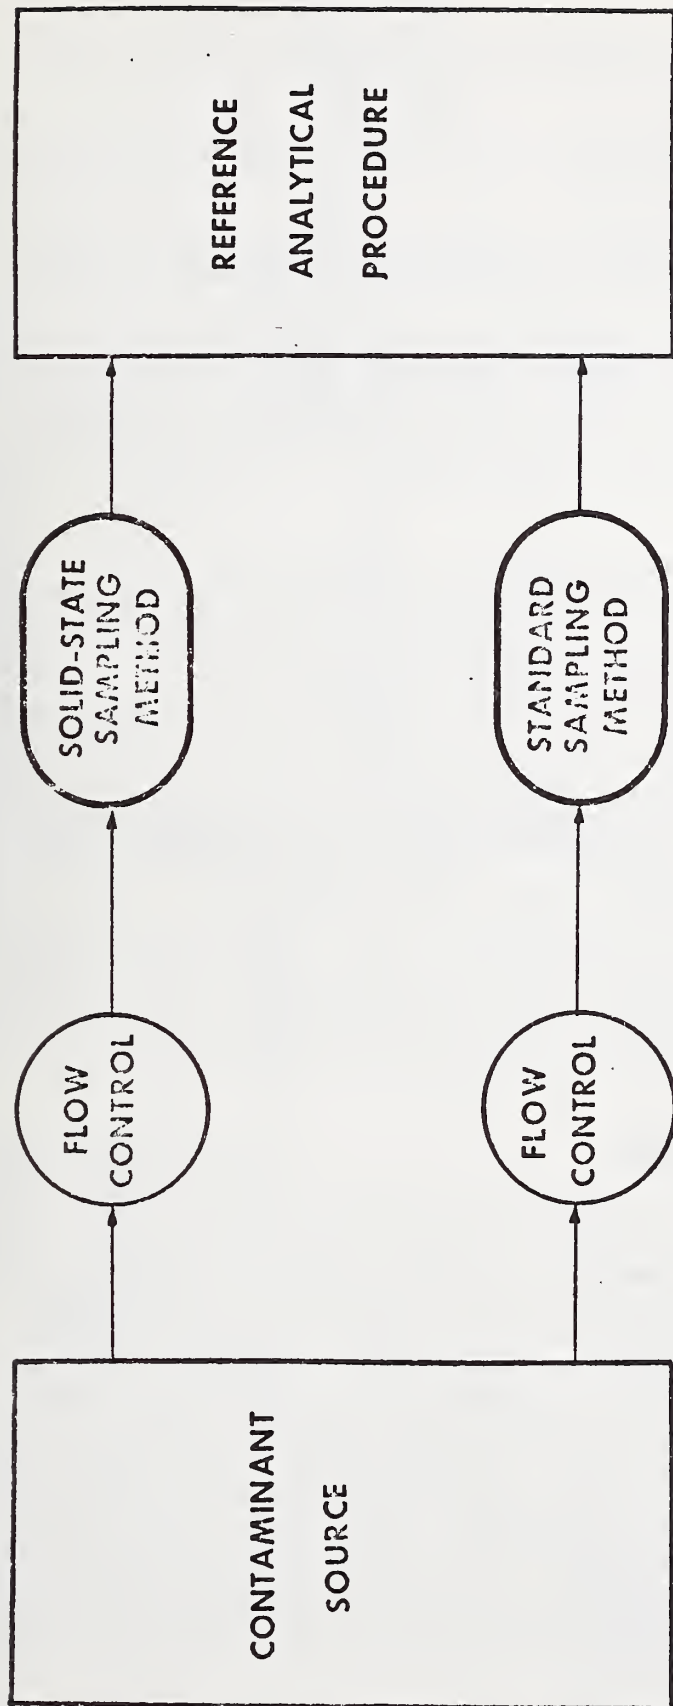 CONTAMINANT
SOURCE
FLOW
CONTROL
SOLID-STATE
SAMPLING
METHOD
FLOW
CONTROL
STANDARD
SAMPLING
METHOD
REFERENCE
ANALYTICAL
PROCEDURE